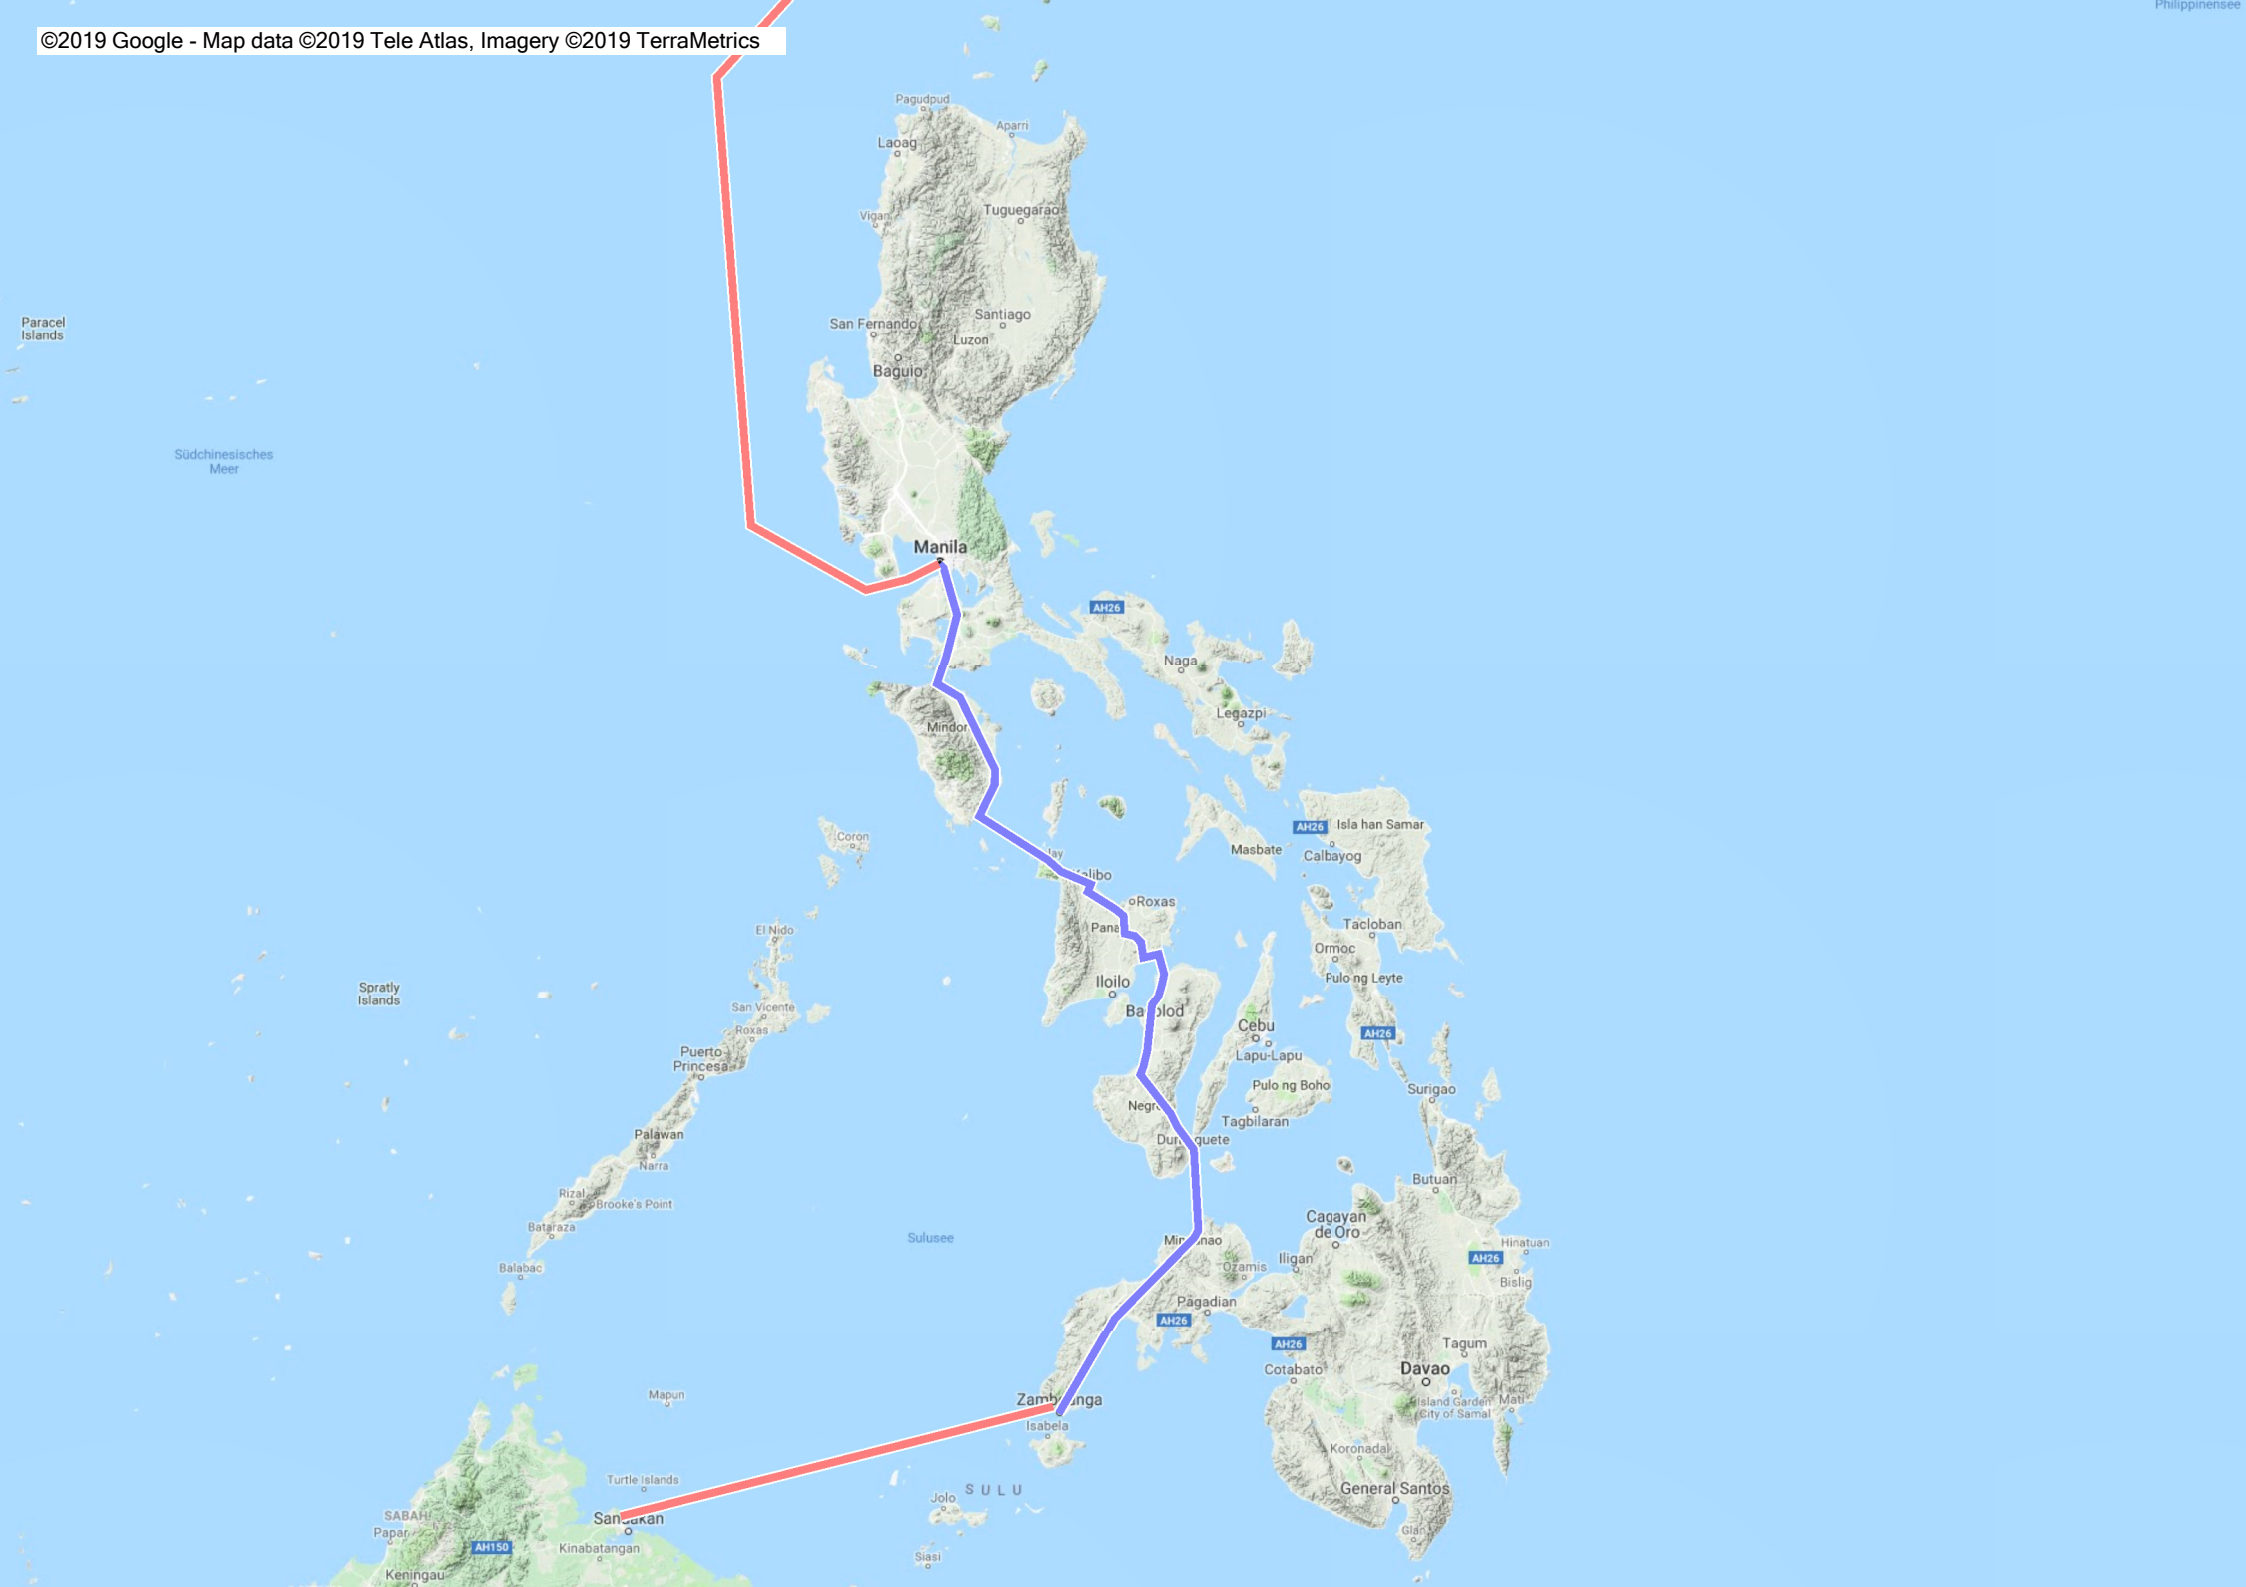 Philippinensee
©2019 Google - Map data ©2019 Tele Atlas, Imagery ©2019 TerraMetrics
Pagudpud
Aparri
Laoag
Tuguegarao
Vigan
Santiago
San Fernando
Paracel
Islands
Luzon
Baguio
Südchinesisches
Meer
Manila
AH26
Naga
Legazpi
Mindor
AH26
Isla han Samar
Coron
Masbate
Calbayog
Roxas
Tacloban
Pana
El Nido
Ormoc
Pulo ng Leyte
Iloilo
Spratly
Islands
San Vicente
Cebu
Roxas
AH26
Puerto
Princesa
Lapu-Lapu
Pulo ng Boho
Surigao
Negr
Tagbilaran
Palawan
Narra
Butuan
Rizal
Brooke's Point
Bataraza
Cagayan
de Oro
Sulusee
Hinatuan
AH26
Iligan
Balabac
Ozamis
Bislig
Pagadian
AH26
AH26
Tagum
Cotabato
Davao
Mapun
Island Garden
City of Samal
Mati
Isabela
Koronadal
Turtle Islands
SULU
General Santos
Jolo
SABAH
Papar
Glan
AH150
Kinabatangan
Siasi
Keningau